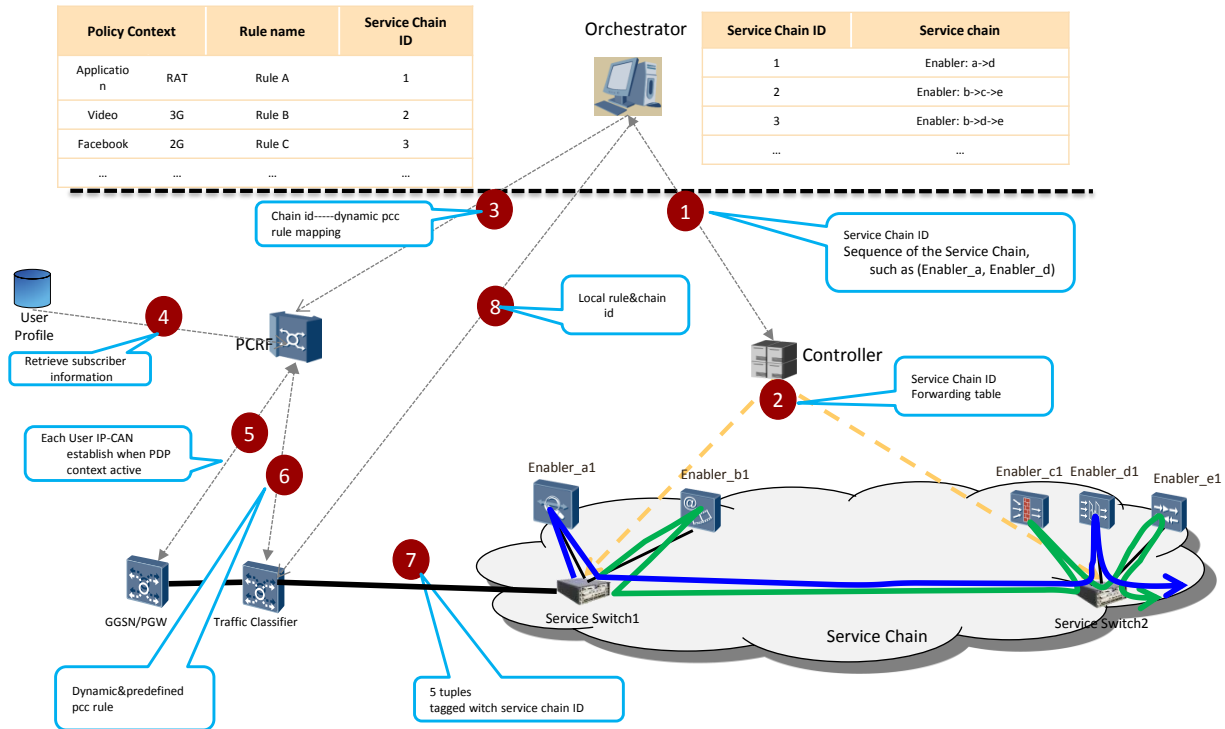 Policy Context Rule name Service Chain
ID
Applicatio
n RAT Rule A 1
Video 3G Rule B 2
Facebook 2G Rule C 3
... ... ... ...
Orchestrator
Service Chain ID Service chain
1 Enabler: a->d
2 Enabler: b->c->e
3 Enabler: b->d->e
... ...
Chain id-----dynamic pcc
rule mapping
3
1
Service Chain ID
Sequence of the Service Chain,
such as (Enabler_a, Enabler_d)
User
Profile
4
Retrieve subscriber
information
PCRF
8
Local rule&chain
id
Controller
2
Service Chain ID
Forwarding table
5
Each User IP-CAN
establish when PDP
context active
6
Enabler_a1
Enabler_b1
@
Enabler_c1
Enabler_d1
Enabler_e1
7
GGSN/PGW
Traffic Classifier
Service Switch1
Service Switch2
Service Chain
Dynamic&predefined
pcc rule
5 tuples
tagged witch service chain ID